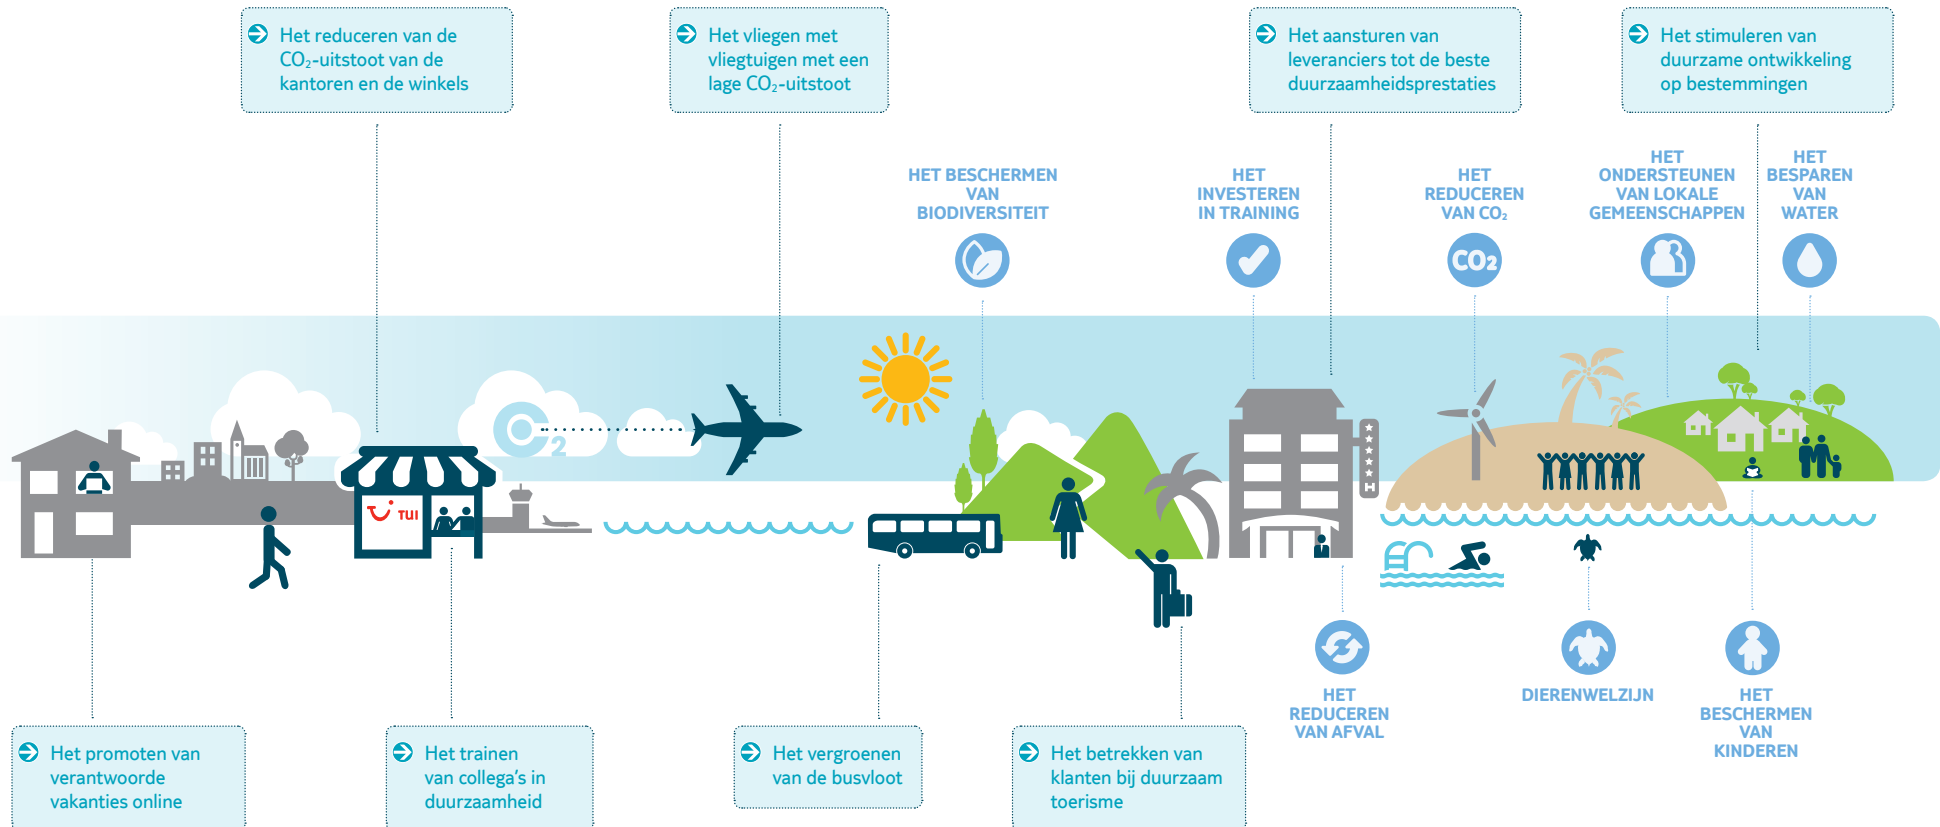 Het reduceren van de
CO₂-uitstoot van de
kantoren en de winkels
Het vliegen met
vliegtuigen met een
lage CO₂-uitstoot
Het aansturen van
leveranciers tot de beste
duurzaamheidsprestaties
Het stimuleren van
duurzame ontwikkeling
op bestemmingen
HET BESCHERMEN
VAN
BIODIVERSITEIT
HET
INVESTEREN
IN TRAINING
HET
REDUCEREN
VAN CO₂
CO₂
HET
ONDERSTEUNEN
VAN LOKALE
GEMEENSCHAPPEN
HET
BESPAREN
VAN
WATER
CO₂
TUI
H
HET
REDUCEREN
VAN AFVAL
DIERENWELZIJN
HET
BESCHERMEN
VAN
KINDEREN
Het promoten van
verantwoorde
vakanties online
Het trainen
van collega's in
duurzaamheid
Het vergroenen
van de busvloot
Het betrekken van
klanten bij duurzaam
toerisme